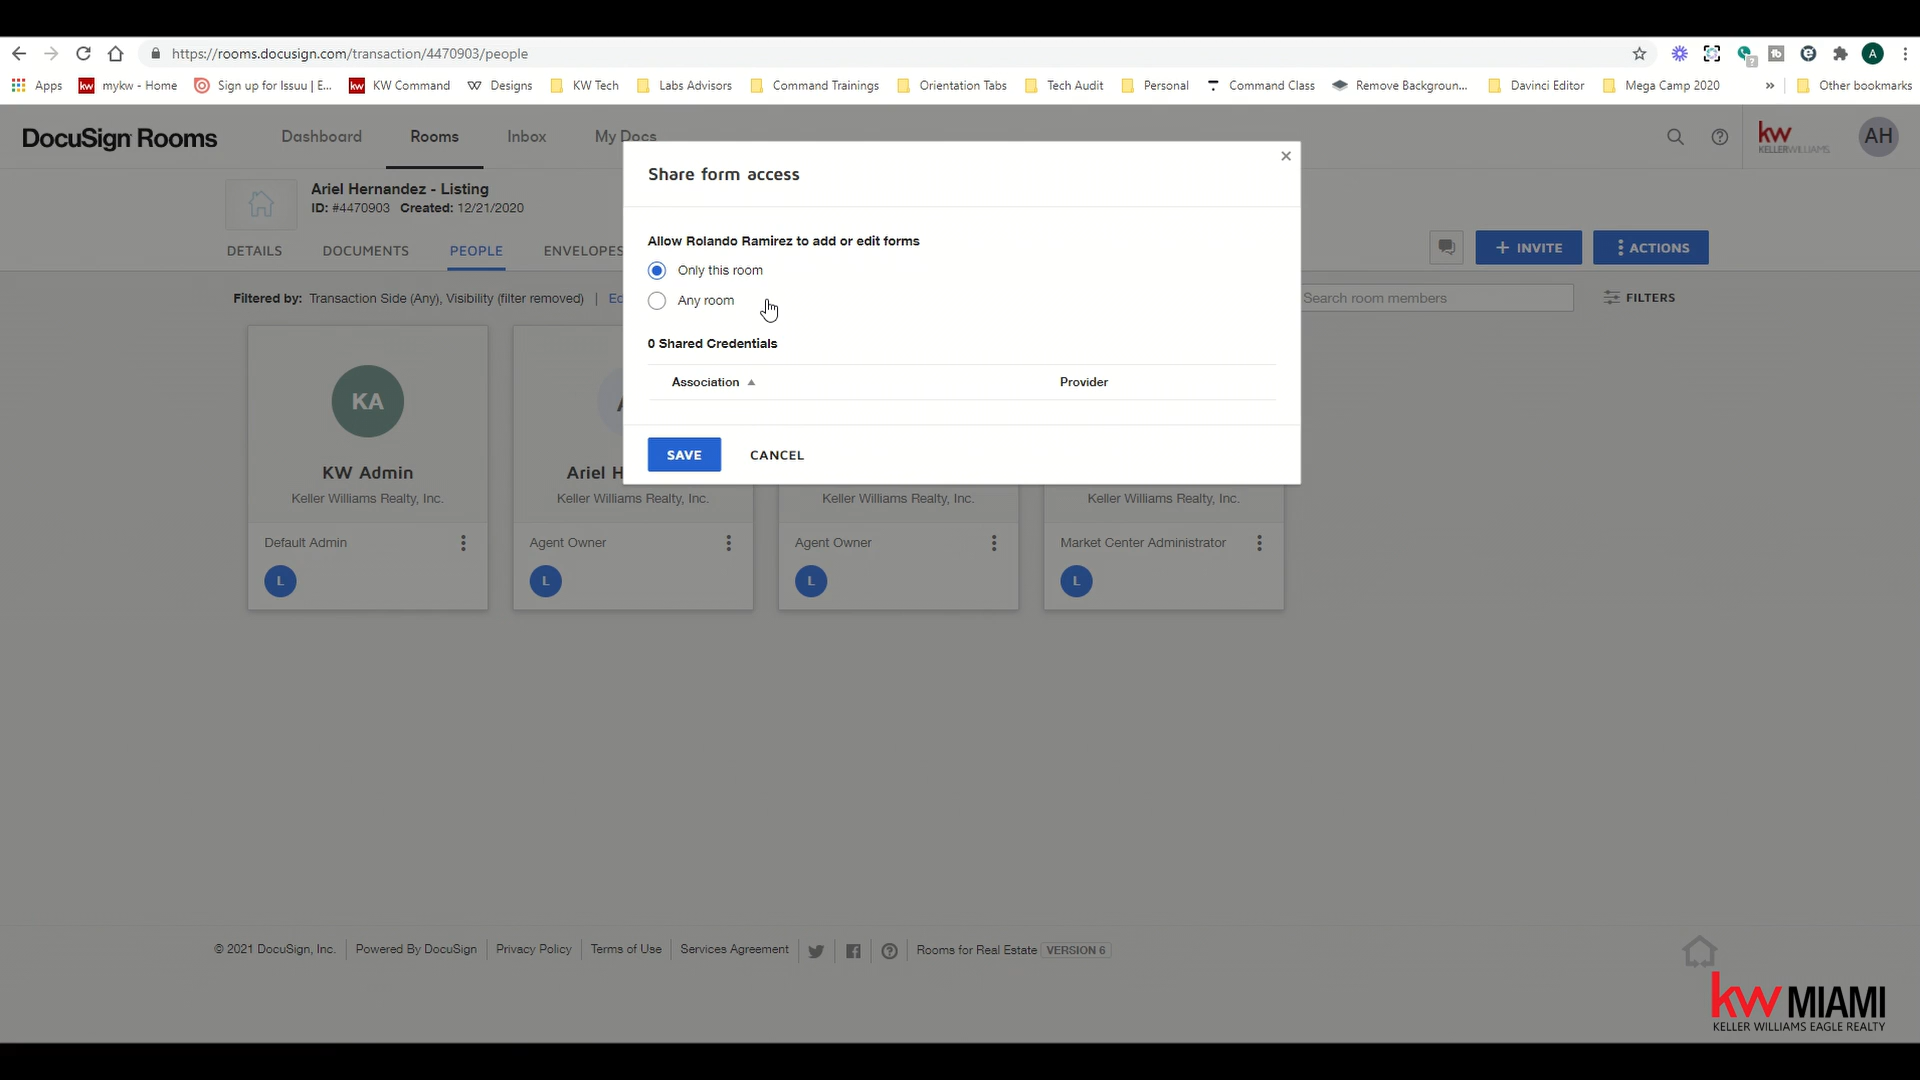 https://rooms.docusign.com/transaction/4470903/people
Apps
mykw - Home
Sign up for Issuu | E...
KW Command
Designs
KW Tech
Labs Advisors
Command Trainings
Orientation Tabs
Tech Audit
Personal
Command Class
Remove Backgroun...
Davinci Editor
Mega Camp 2020
»
Other bookmarks
DocuSign Rooms
Dashboard
Rooms
Inbox
My Docs
kw
KELLERWILLIAMS.
AH
Ariel Hernandez - Listing
ID: #4470903 Created: 12/21/2020
DETAILS
DOCUMENTS
PEOPLE
ENVELOPES
+ INVITE
ACTIONS
Filtered by: Transaction Side (Any), Visibility (filter removed) |
Search room members
FILTERS
Share form access
Allow Rolando Ramirez to add or edit forms
Only this room
Any room
0 Shared Credentials
Association
Provider
SAVE
CANCEL
KA
KW Admin
Keller Williams Realty, Inc.
Default Admin
L
Ariel H
Keller Williams Realty, Inc.
Agent Owner
L
Keller Williams Realty, Inc.
Agent Owner
L
Keller Williams Realty, Inc.
Market Center Administrator
L
© 2021 DocuSign, Inc.
Powered By DocuSign
Privacy Policy
Terms of Use
Services Agreement
Rooms for Real Estate VERSION 6
kw MIAMI
KELLER WILLIAMS EAGLE REALTY